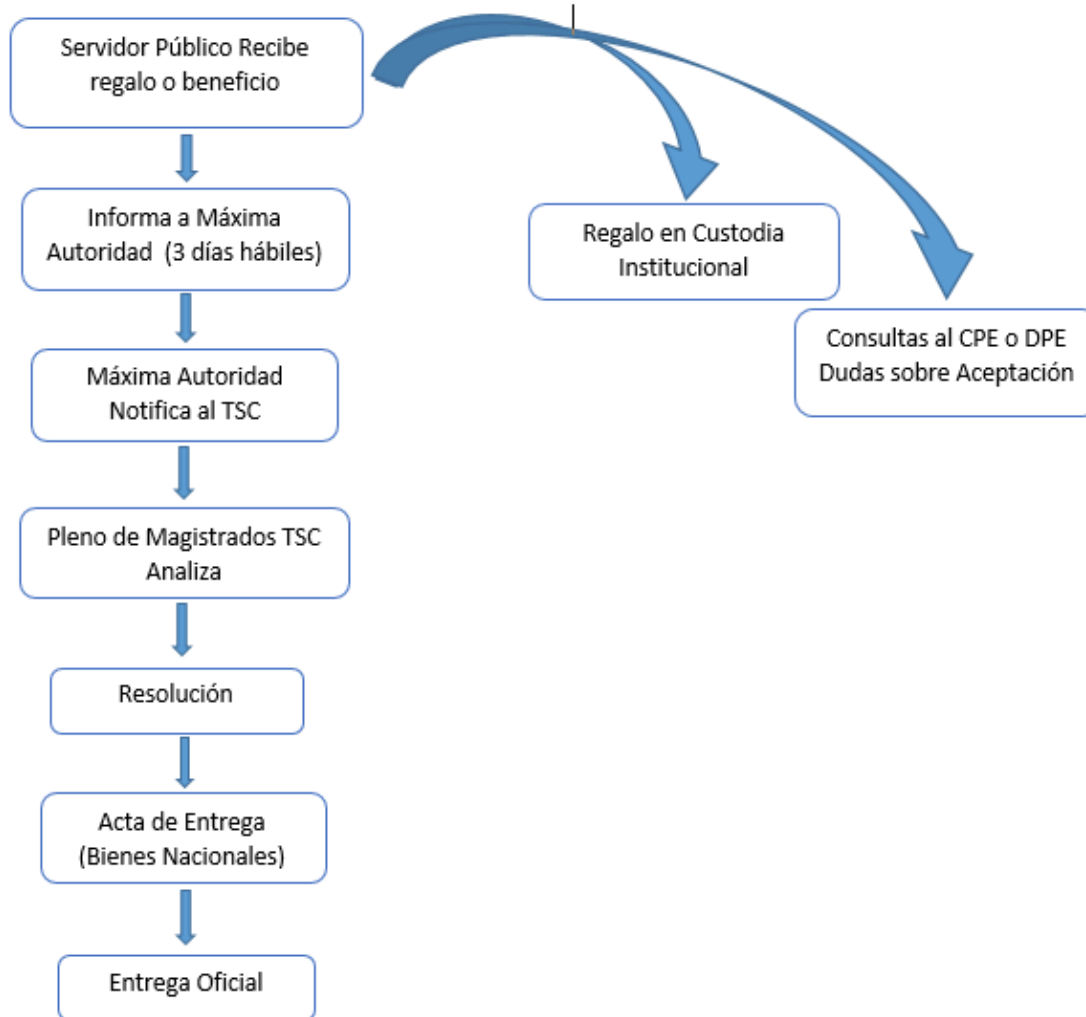 Servidor Público Recibe
regalo o beneficio
Informa a Máxima
Autoridad (3 días hábiles)
Regalo en Custodia
Institucional
Consultas al CPE o DPE
Dudas sobre Aceptación
Máxima Autoridad
Notifica al TSC
Pleno de Magistrados TSC
Analiza
Resolución
Acta de Entrega
(Bienes Nacionales)
Entrega Oficial